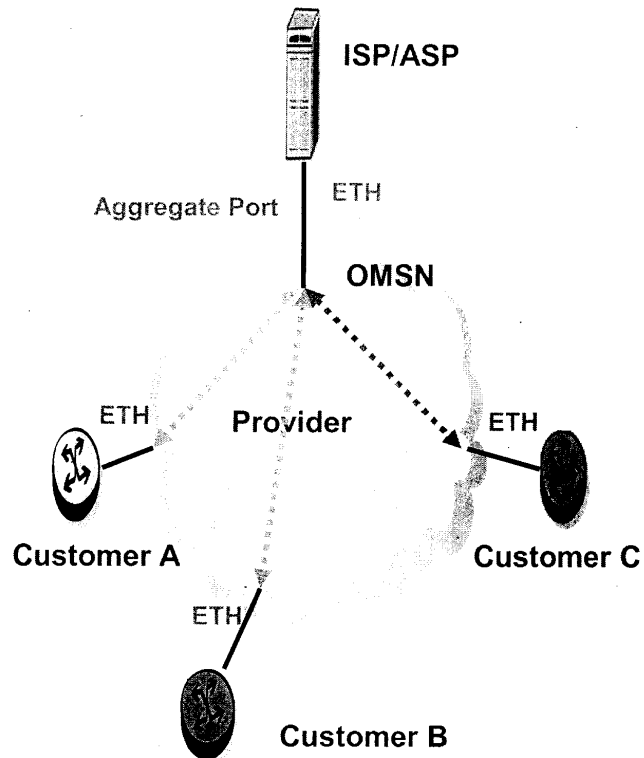 ISP/ASP
Aggregate Port
ETH
OMSN
ETH
Provider
ETH
Customer A
Customer C
ETH
Customer B